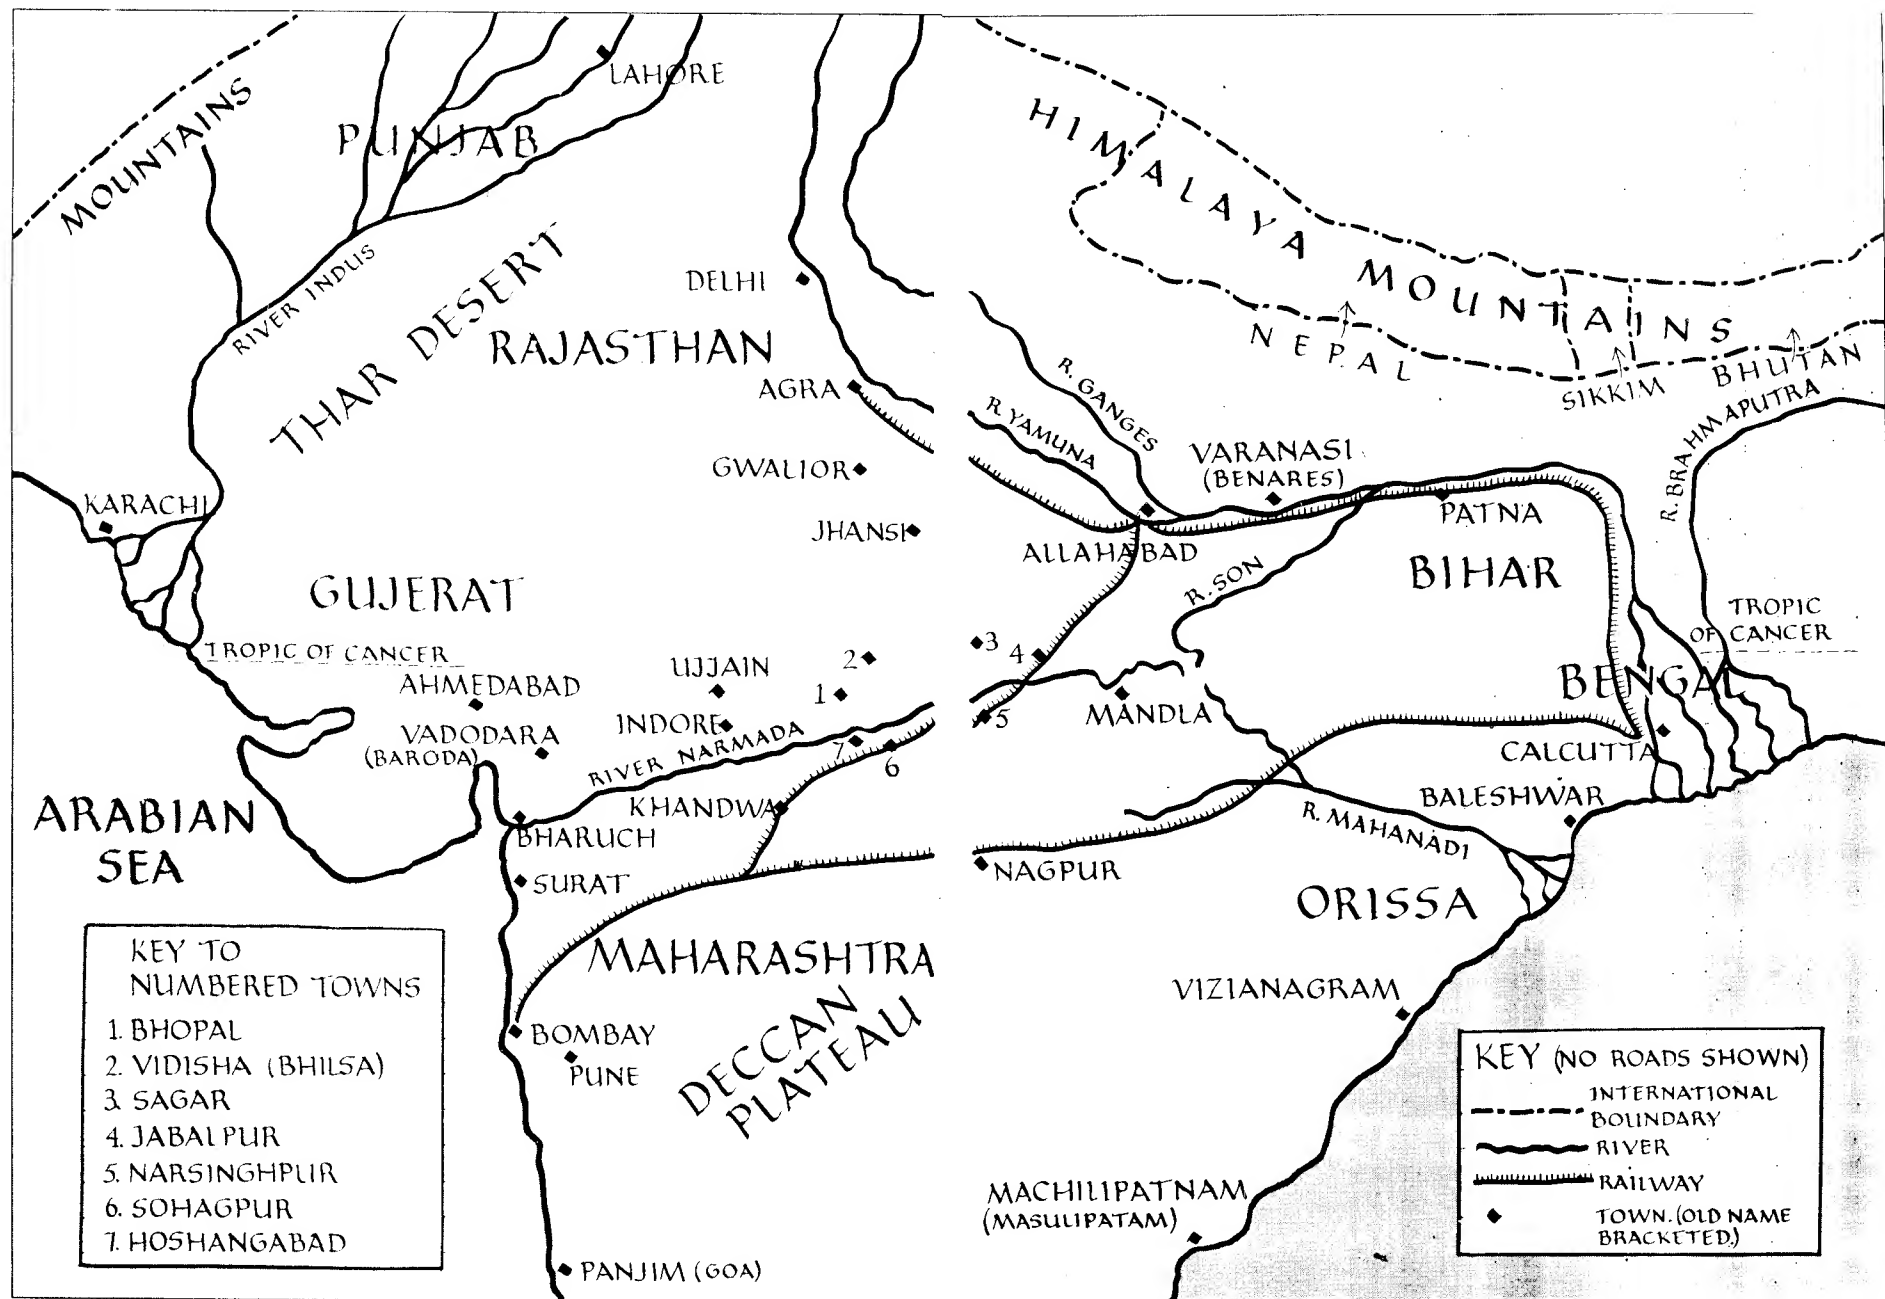 LAHORE
MOUNTAINS
PUNJAB
HIMALAYA MOUNTAINS
RIVER INDUS
THAR DESERT
DELHI
RAJASTHAN
NEPAL
SIKKIM
BHUTAN
AGRA
R. GANGES
R. YAMUNA
R. BRAHMAPUTRA
GWALIOR
VARANASI
(BENARES)
KARACHI
JHANSI
ALLAHABAD
PATNA
R. SON
BIHAR
GUJERAT
TROPIC OF CANCER
TROPIC
OF CANCER
AHMEDABAD
UJJAIN
2
3
4
1
BENGAL
VADODARA
(BARODA)
INDORE
RIVER NARMADA
7
6
5
MANDLA
CALCUTTA
ARABIAN
SEA
KHANDWA
BHARUCH
BALESHWAR
R. MAHANADI
SURAT
NAGPUR
ORISSA
MAHARASHTRA
DECCAN
PLATEAU
BOMBAY
PUNE
VIZIANAGRAM
MACHILIPATNAM
(MASULIPATAM)
PANJIM (GOA)
KEY TO
NUMBERED TOWNS
1. BHOPAL
2. VIDISHA (BHILSA)
3. SAGAR
4. JABALPUR
5. NARSINGHPUR
6. SOHAGPUR
7. HOSHANGABAD
KEY (NO ROADS SHOWN)
INTERNATIONAL
BOUNDARY
RIVER
RAILWAY
TOWN. (OLD NAME
BRACKETED.)